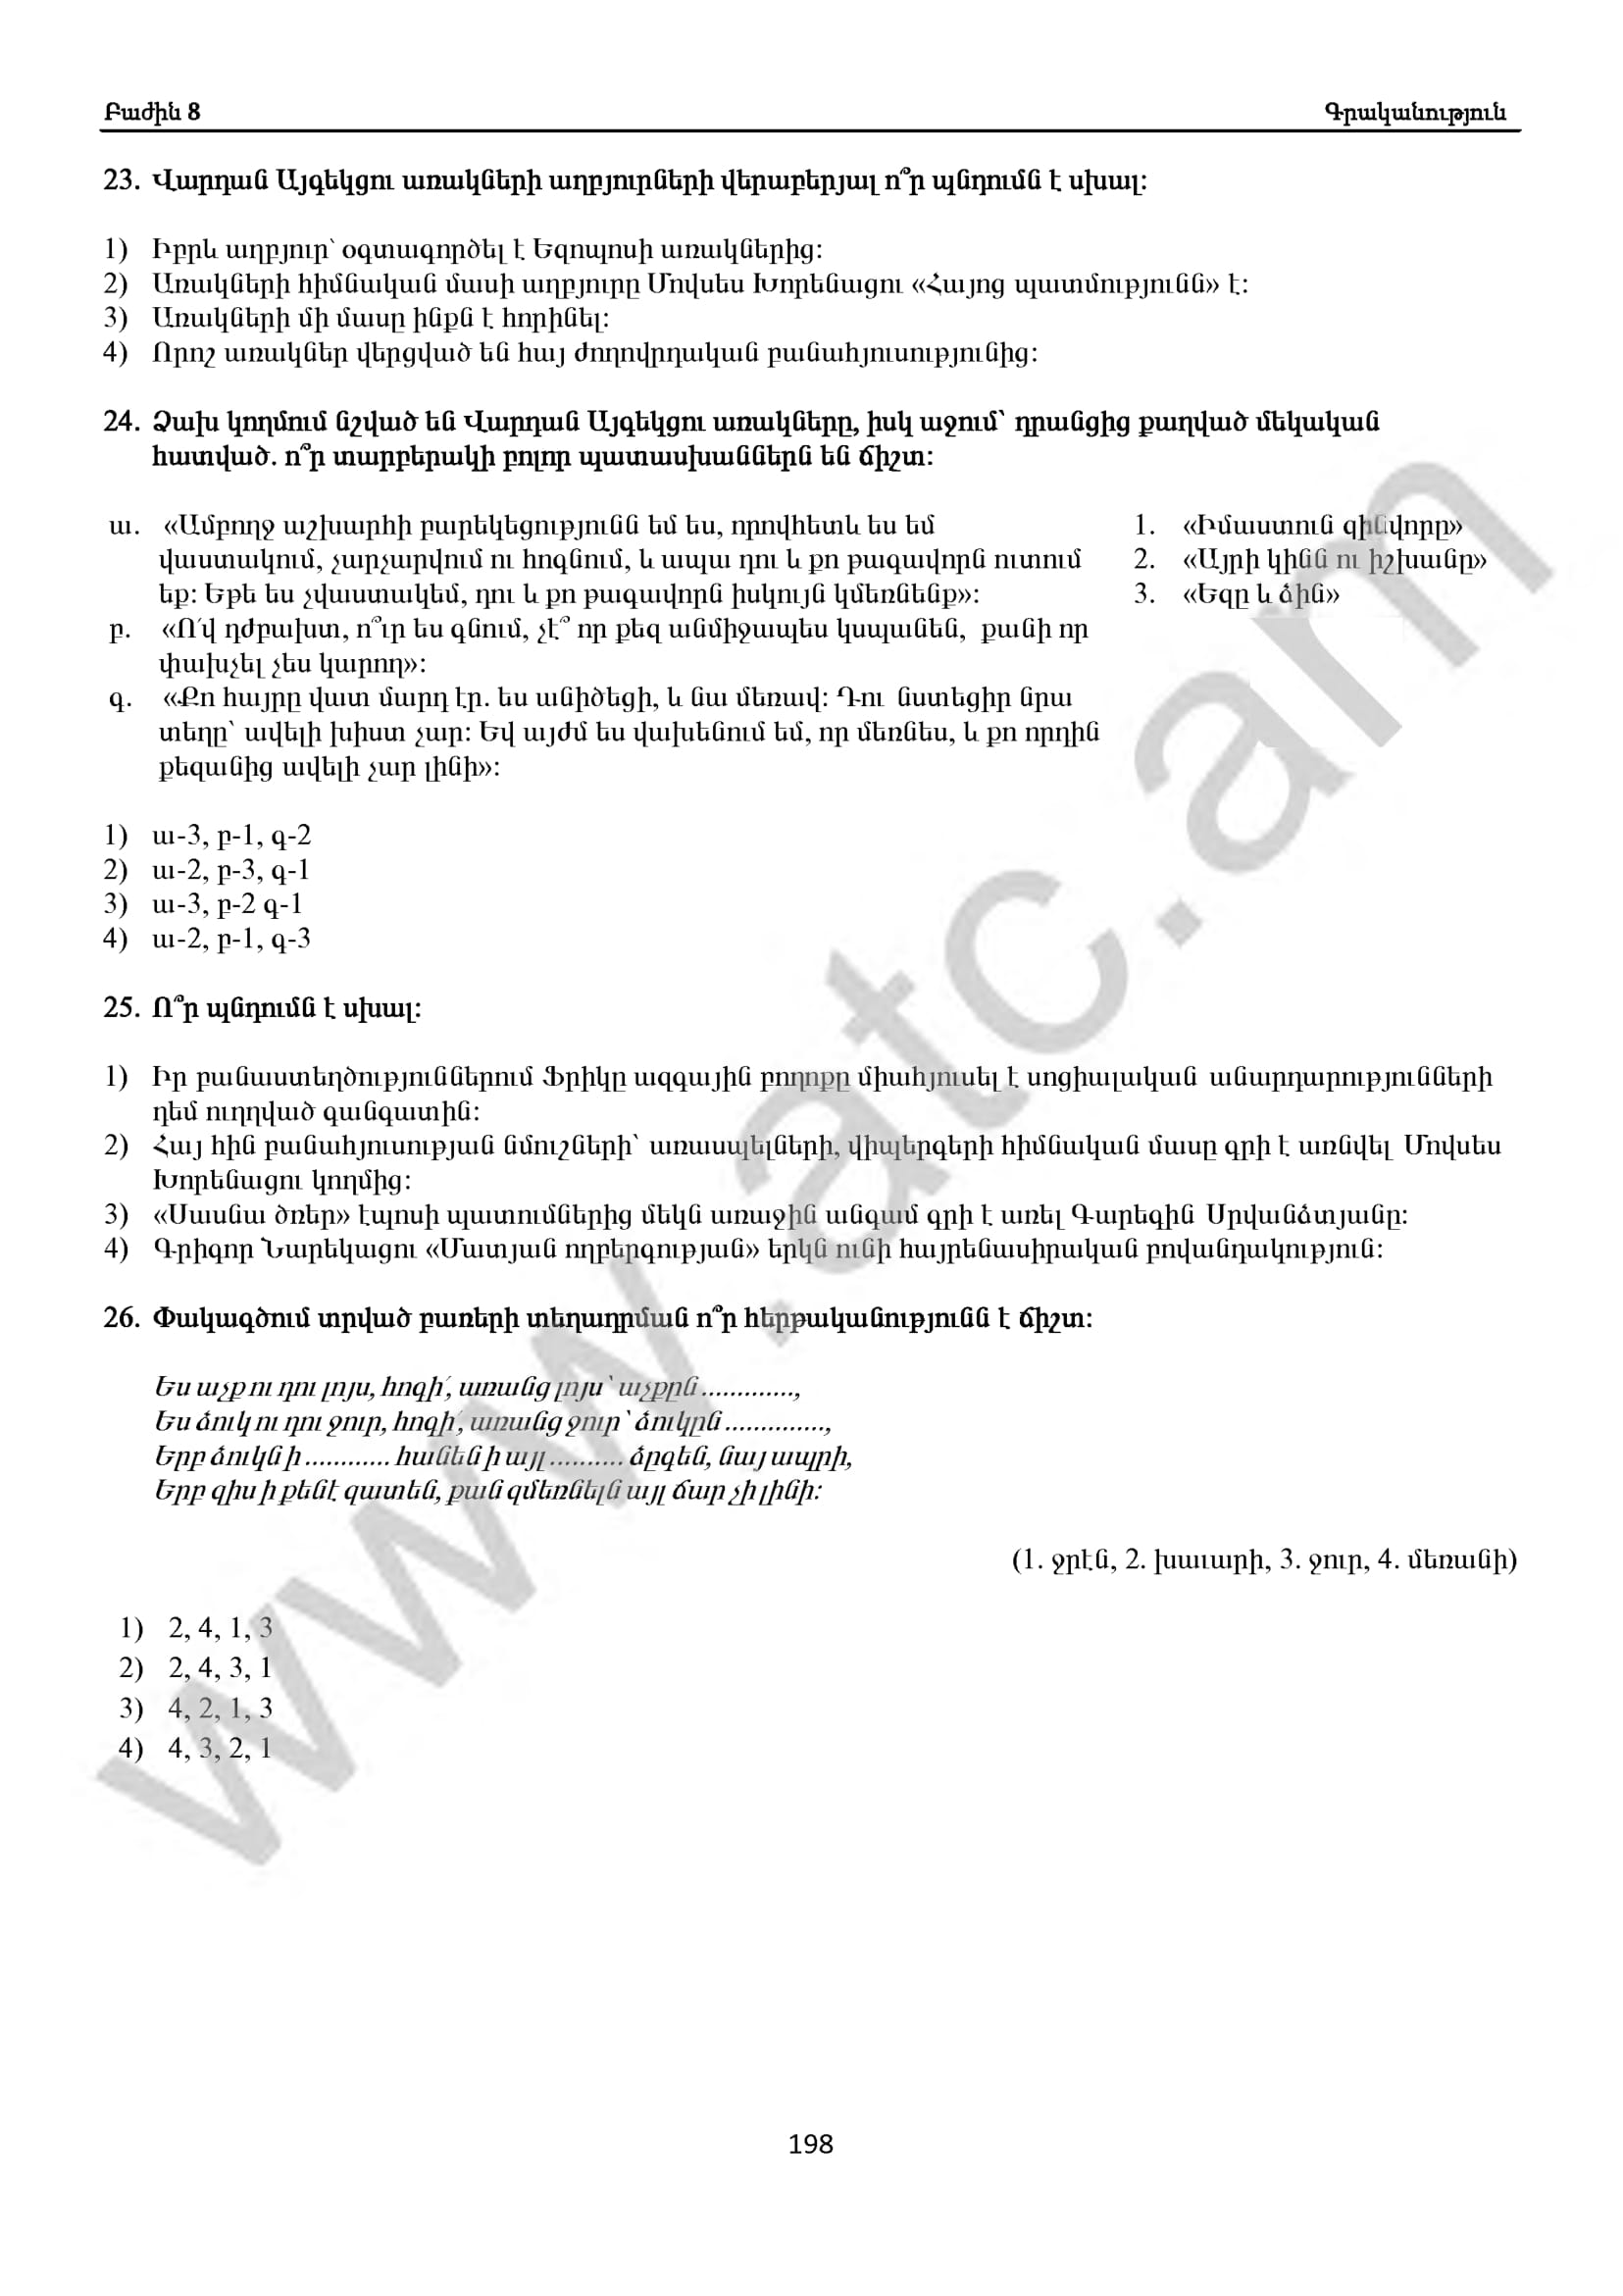 Բաժին 8 Գրականություն
23. Վարդան Այգեկցու առակների աղբյուրների վերաբերյալ ո՞ր պնդումն է սխալ:
1) Իբրև աղբյուր՝ օգտագործել է Եզոպոսի առակներից:
2) Առակների հիմնական մասի աղբյուրը Մովսես Խորենացու «Հայոց պատմությունն» է:
3) Առակների մի մասը ինքն է հորինել:
4) Որոշ առակներ վերցված են հայ ժողովրդական բանահյուսությունից:
24. Ձախ կողմում նշված են Վարդան Այգեկցու առակները, իսկ աջում՝ դրանցից քաղված մեկական
հատված. ո՞ր տարբերակի բոլոր պատասխաններն են ճիշտ:
ա. «Ամբողջ աշխարհի բարեկեցությունն եմ ես, որովհետև ես եմ
վաստակում, չարչարվում ու հոգնում, և ապա դու և քո թագավորն ուտում
եք: Եթե ես չվաստակեմ, դու և քո թագավորն իսկույն կմեռնենք»:
բ. «Ո՛վ դժբախտ, ո՞ւր ես գնում, չէ՞ որ քեզ անմիջապես կսպանեն, քանի որ
փախչել չես կարող»:
գ. «Քո հայրը վատ մարդ էր. ես անիծեցի, և նա մեռավ: Դու նստեցիր նրա
տեղը՝ ավելի խիստ չար: Եվ այժմ ես վախենում եմ, որ մեռնես, և քո որդին
քեզանից ավելի չար լինի»:
1. «Իմաստուն զինվորը»
2. «Այրի կինն ու իշխանը»
3. «Եզը և ձին»
1) ա-3, բ-1, գ-2
2) ա-2, բ-3, գ-1
3) ա-3, բ-2 գ-1
4) ա-2, բ-1, գ-3
25. Ո՞ր պնդումն է սխալ:
1) Իր բանաստեղծություններում Ֆրիկը ազգային բողոքը միահյուսել է սոցիալական անարդարությունների
դեմ ուղղված գանգատին:
2) Հայ հին բանահյուսության նմուշների՝ առասպելների, վիպերգերի հիմնական մասը գրի է առնվել Մովսես
Խորենացու կողմից:
3) «Սասնա ծռեր» էպոսի պատումներից մեկն առաջին անգամ գրի է առել Գարեգին Սրվանձտյանը:
4) Գրիգոր Նարեկացու «Մատյան ողբերգության» երկն ունի հայրենասիրական բովանդակություն:
26. Փակագծում տրված բառերի տեղադրման ո՞ր հերթականությունն է ճիշտ:
Ես աչք ու դու լոյս, հոգի՛, առանց լոյս՝ աչքըն .............,
Ես ձուկ ու դու ջուր, հոգի՛, առանց ջուր՝ ձուկըն ..............,
Երբ ձուկն ի ............ հանեն ի այլ .......... ձըգեն, նայ ապրի,
Երբ զիս ի քենէ զատեն, քան զմեռնելն այլ ճար չի լինի:
(1. ջրէն, 2. խաւարի, 3. ջուր, 4. մեռանի)
1) 2, 4, 1, 3
2) 2, 4, 3, 1
3) 4, 2, 1, 3
4) 4, 3, 2, 1
www.atc.am
198